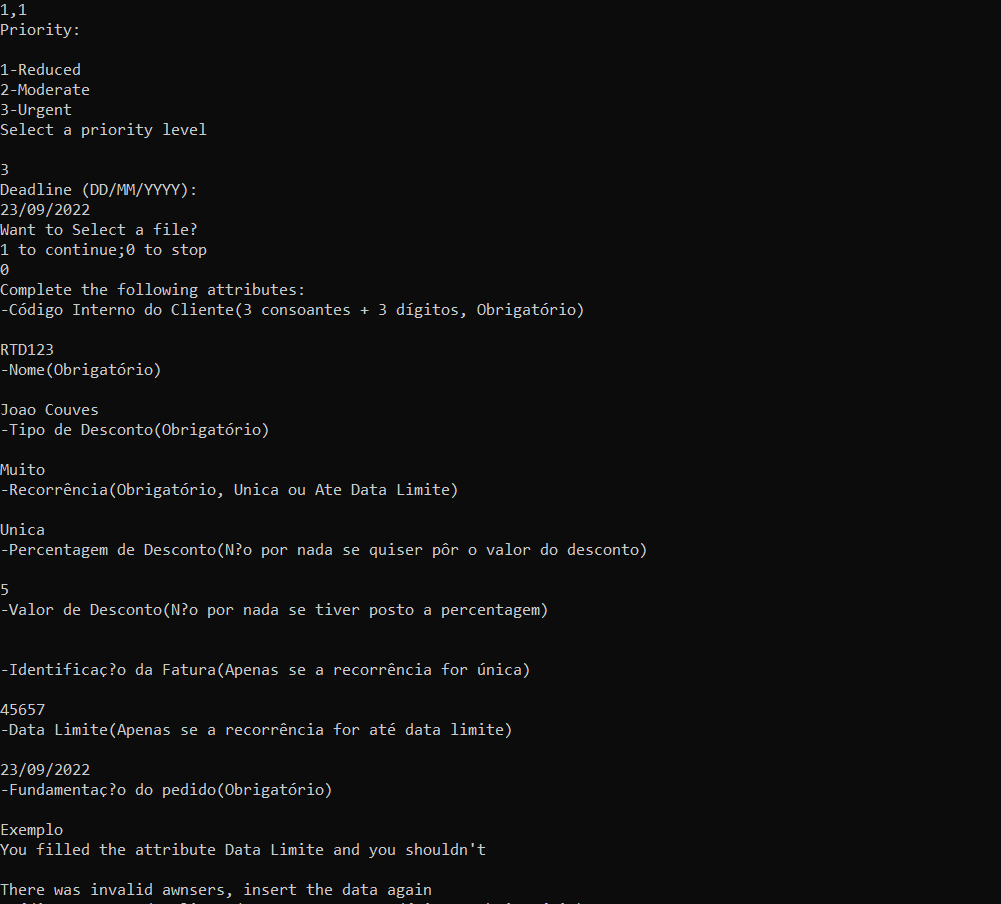 1,1
Priority:
1-Reduced
2-Moderate
3-Urgent
Select a priority level
3
Deadline (DD/MM/YYYY):
23/09/2022
Want to Select a file?
1 to continue;0 to stop
0
Complete the following attributes:
-Código Interno do Cliente(3 consoantes + 3 dígitos, Obrigatório)
RTD123
-Nome(Obrigatório)
Joao Couves
-Tipo de Desconto(Obrigatório)
Muito
-Recorrência(Obrigatório, Unica ou Ate Data Limite)
Unica
-Percentagem de Desconto(N?o por nada se quiser pôr o valor do desconto)
5
-Valor de Desconto(N?o por nada se tiver posto a percentagem)
-Identificaç?o da Fatura(Apenas se a recorrência for única)
45657
-Data Limite(Apenas se a recorrência for até data limite)
23/09/2022
-Fundamentaç?o do pedido(Obrigatório)
Exemplo
You filled the attribute Data Limite and you shouldn't
There was invalid awnsers, insert the data again